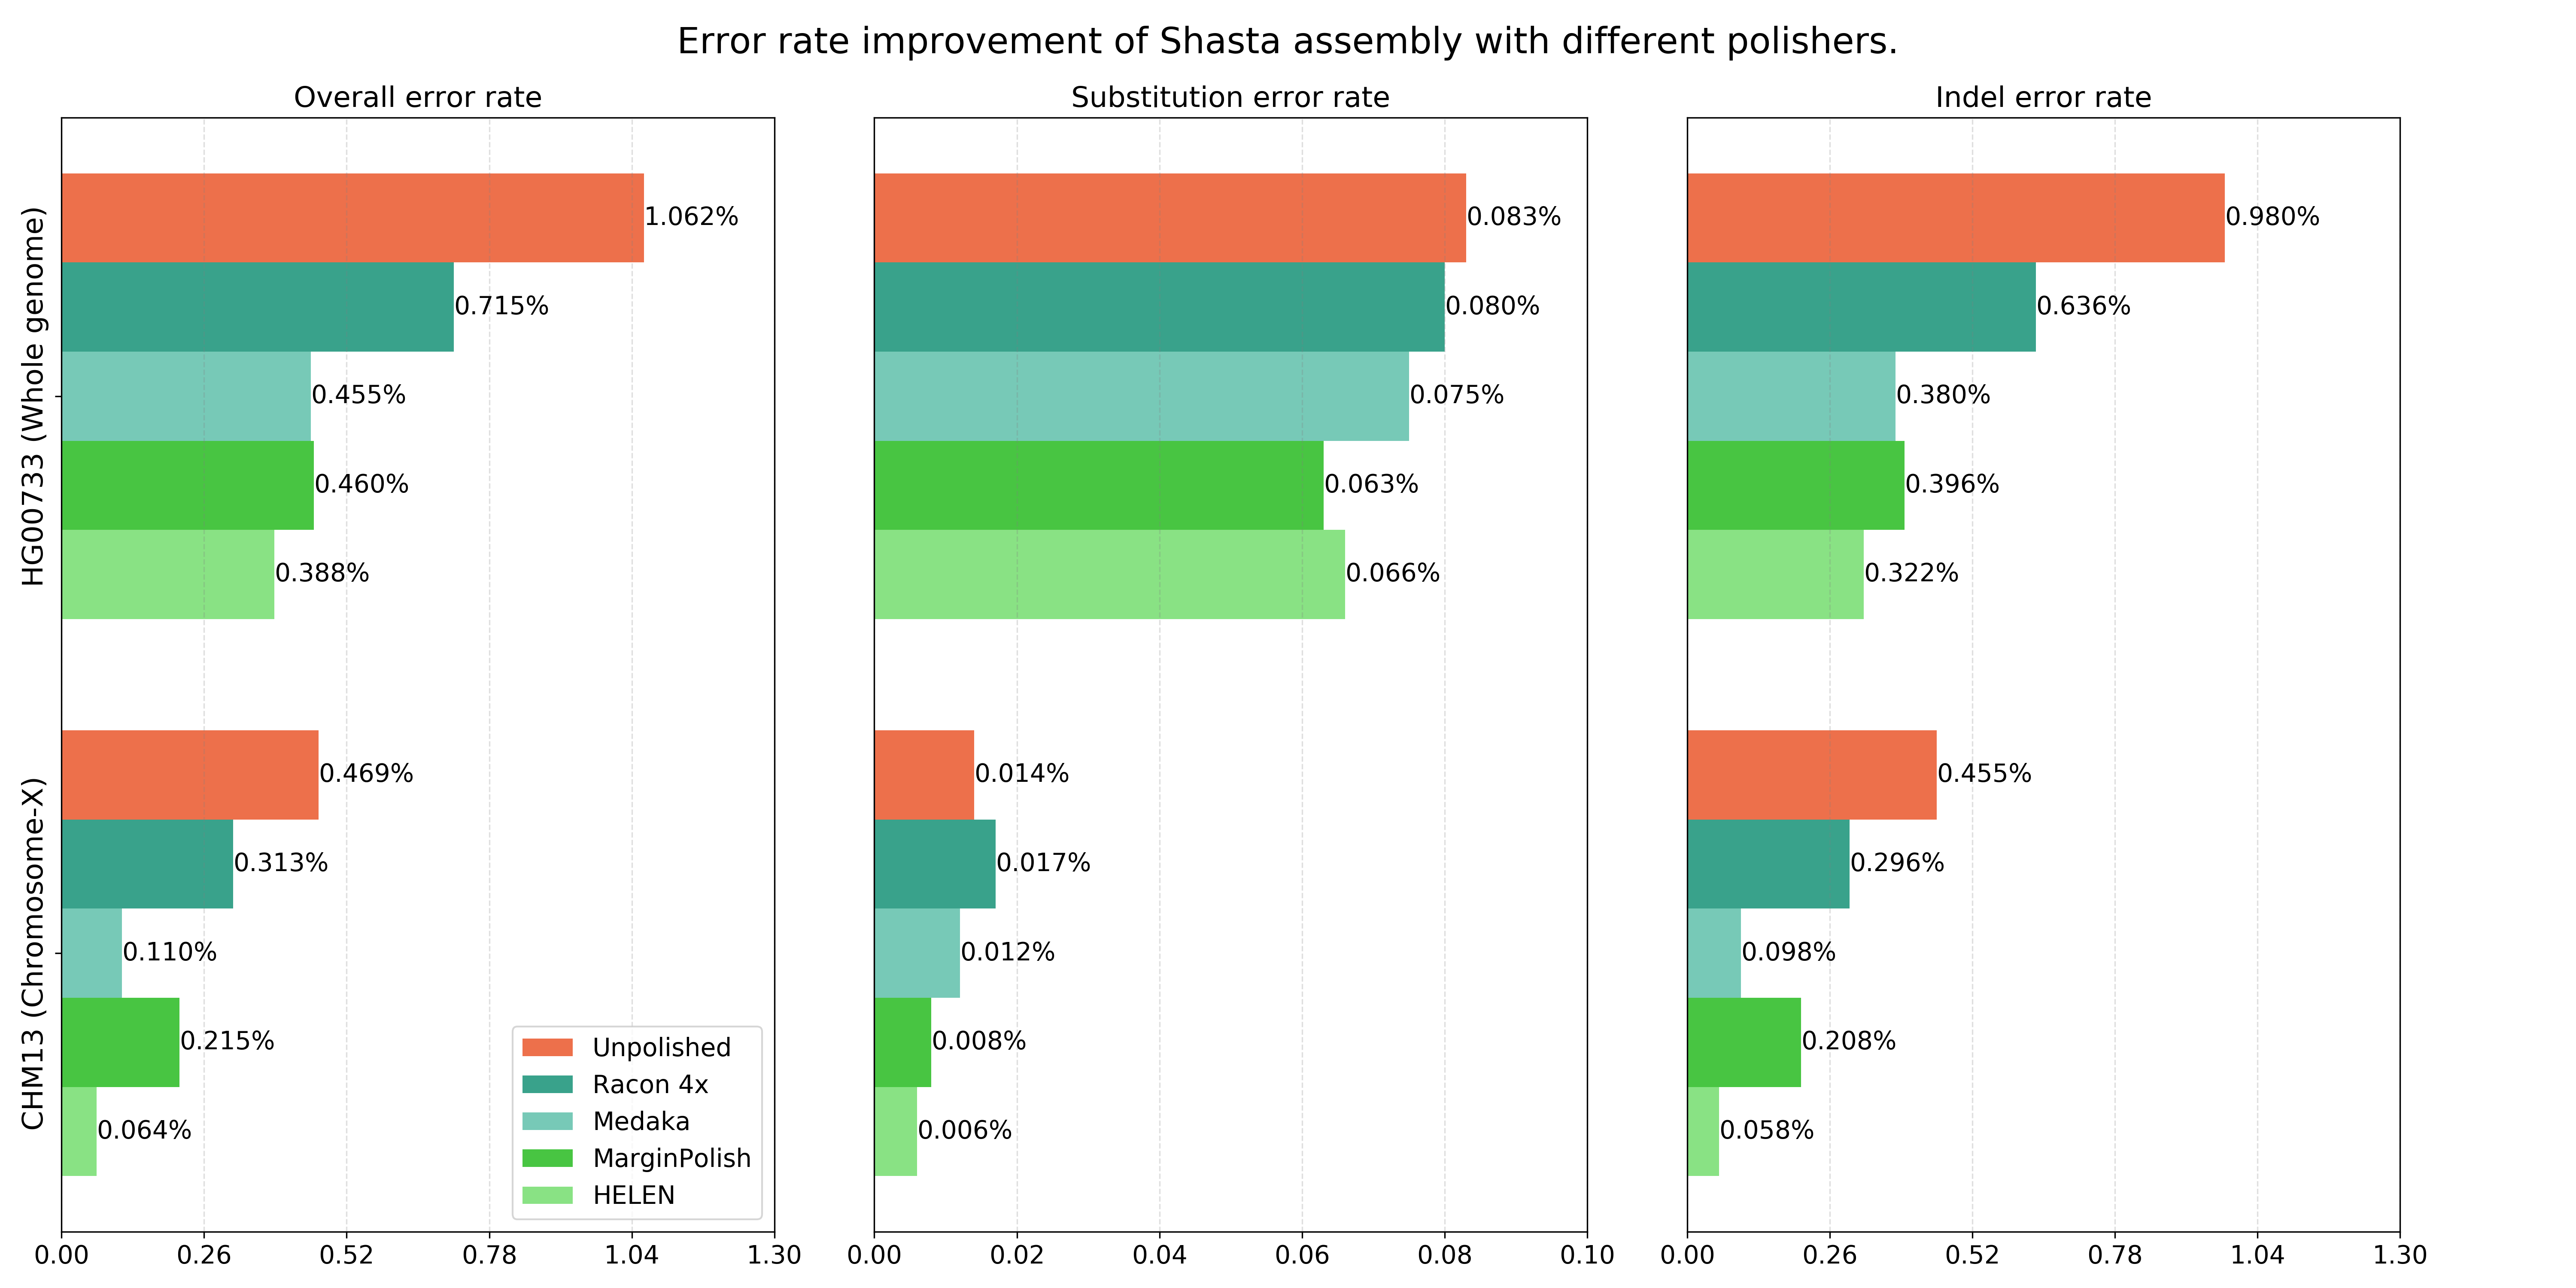 Error rate improvement of Shasta assembly with different polishers.
Overall error rate
HG00733 (Whole genome)
1.062%
0.715%
0.455%
0.460%
0.388%
CHM13 (Chromosome-X)
0.469%
0.313%
0.110%
0.215%
0.064%
Unpolished
Racon 4x
Medaka
MarginPolish
HELEN
0.00 0.26 0.52 0.78 1.04 1.30
Substitution error rate
0.083%
0.080%
0.075%
0.063%
0.066%
0.014%
0.017%
0.012%
0.008%
0.006%
0.00 0.02 0.04 0.06 0.08 0.10
Indel error rate
0.980%
0.636%
0.380%
0.396%
0.322%
0.455%
0.296%
0.098%
0.208%
0.058%
0.00 0.26 0.52 0.78 1.04 1.30